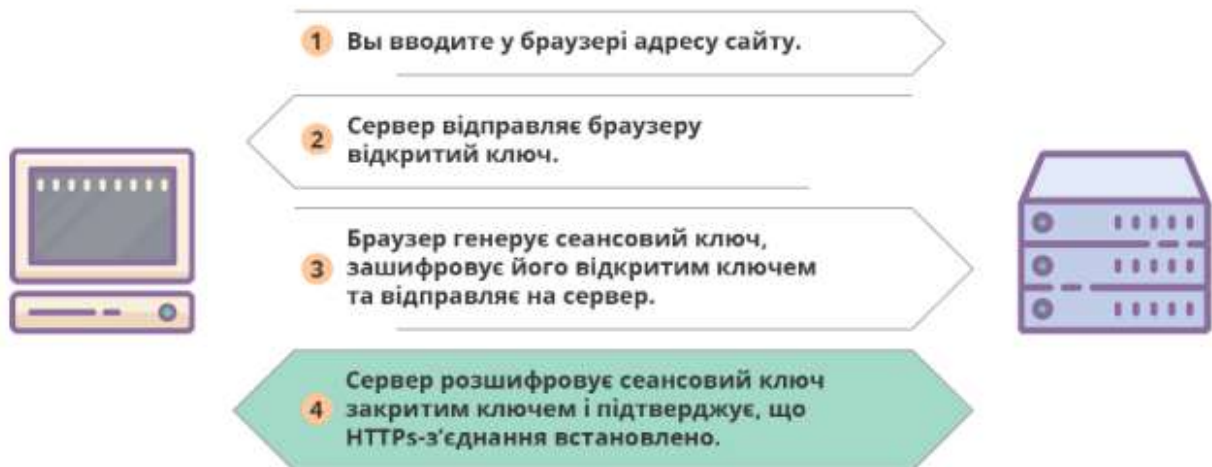 1 Вы вводите у браузері адресу сайту.
Сервер відправляє браузеру
2 відкритий ключ.
Браузер генерує сеансовий ключ,
3 зашифровує його відкритим ключем
та відправляє на сервер.
Сервер розшифровує сеансовий ключ
4 закритим ключем і підтверджує, що
HTTPs-з’єднання встановлено.